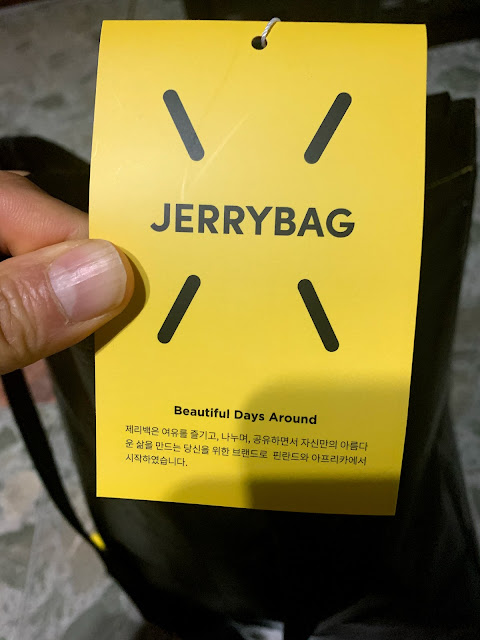 JERRYBAG
Beautiful Days Around
제리백은 여유를 즐기고, 나누며, 공유하면서 자신만의 아름다
운 삶을 만드는 당신을 위한 브랜드로 핀란드와 아프리카에서
시작하였습니다.